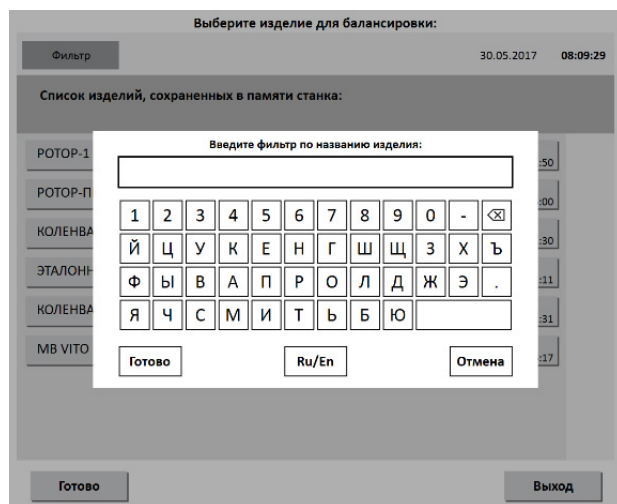 Выберите изделие для балансировки:
Фильтр 30.05.2017 08:09:29
Список изделий, сохраненных в памяти станка:
Введите фильтр по названию изделия:
РОТОР-1 :50
РОТОР-П :00
1 2 3 4 5 6 7 8 9 0 -
КОЛЕНВА :30
Й Ц У К Е Н Г Ш Щ З Х Ъ
ЭТАЛОНН :11
Ф Ы В А П Р О Л Д Ж Э .
КОЛЕНВА :31
Я Ч С М И Т Ь Б Ю
MB VITO :17
Готово Ru/En Отмена
Готово Выход